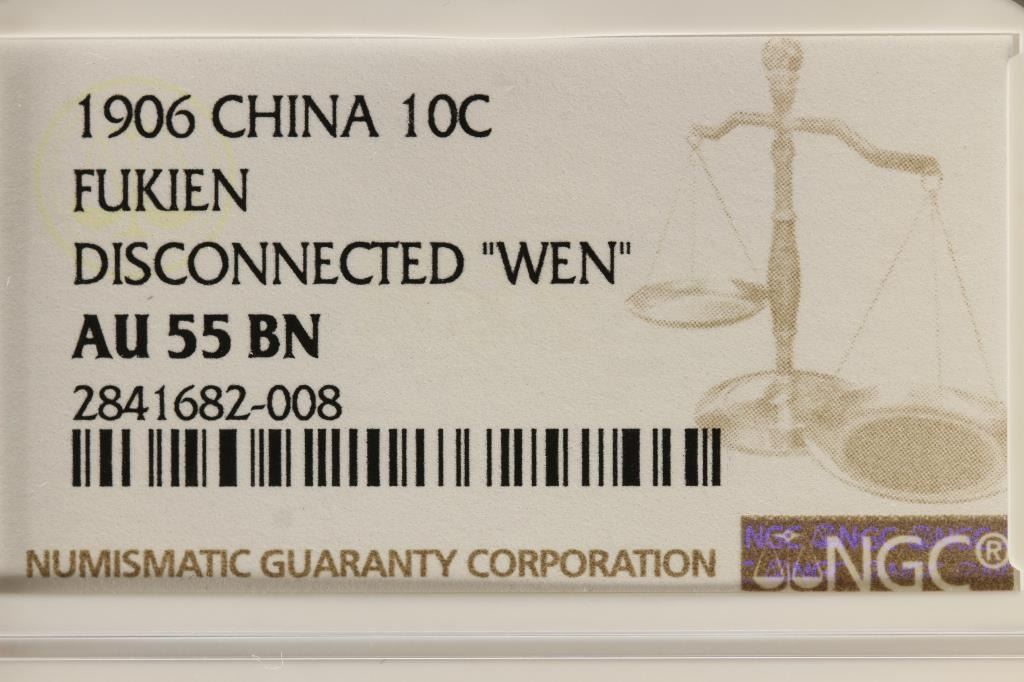 1906 CHINA 10C
FUKIEN
DISCONNECTED "WEN"
AU 55 BN
2841682-008
NUMISMATIC GUARANTY CORPORATION
NGC®